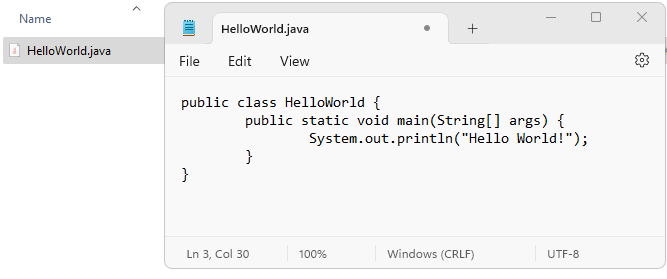 Name
HelloWorld.java
HelloWorld.java
File Edit View
public class HelloWorld {
public static void main(String[] args) {
System.out.println("Hello World!");
}
}
Ln 3, Col 30 100% Windows (CRLF) UTF-8